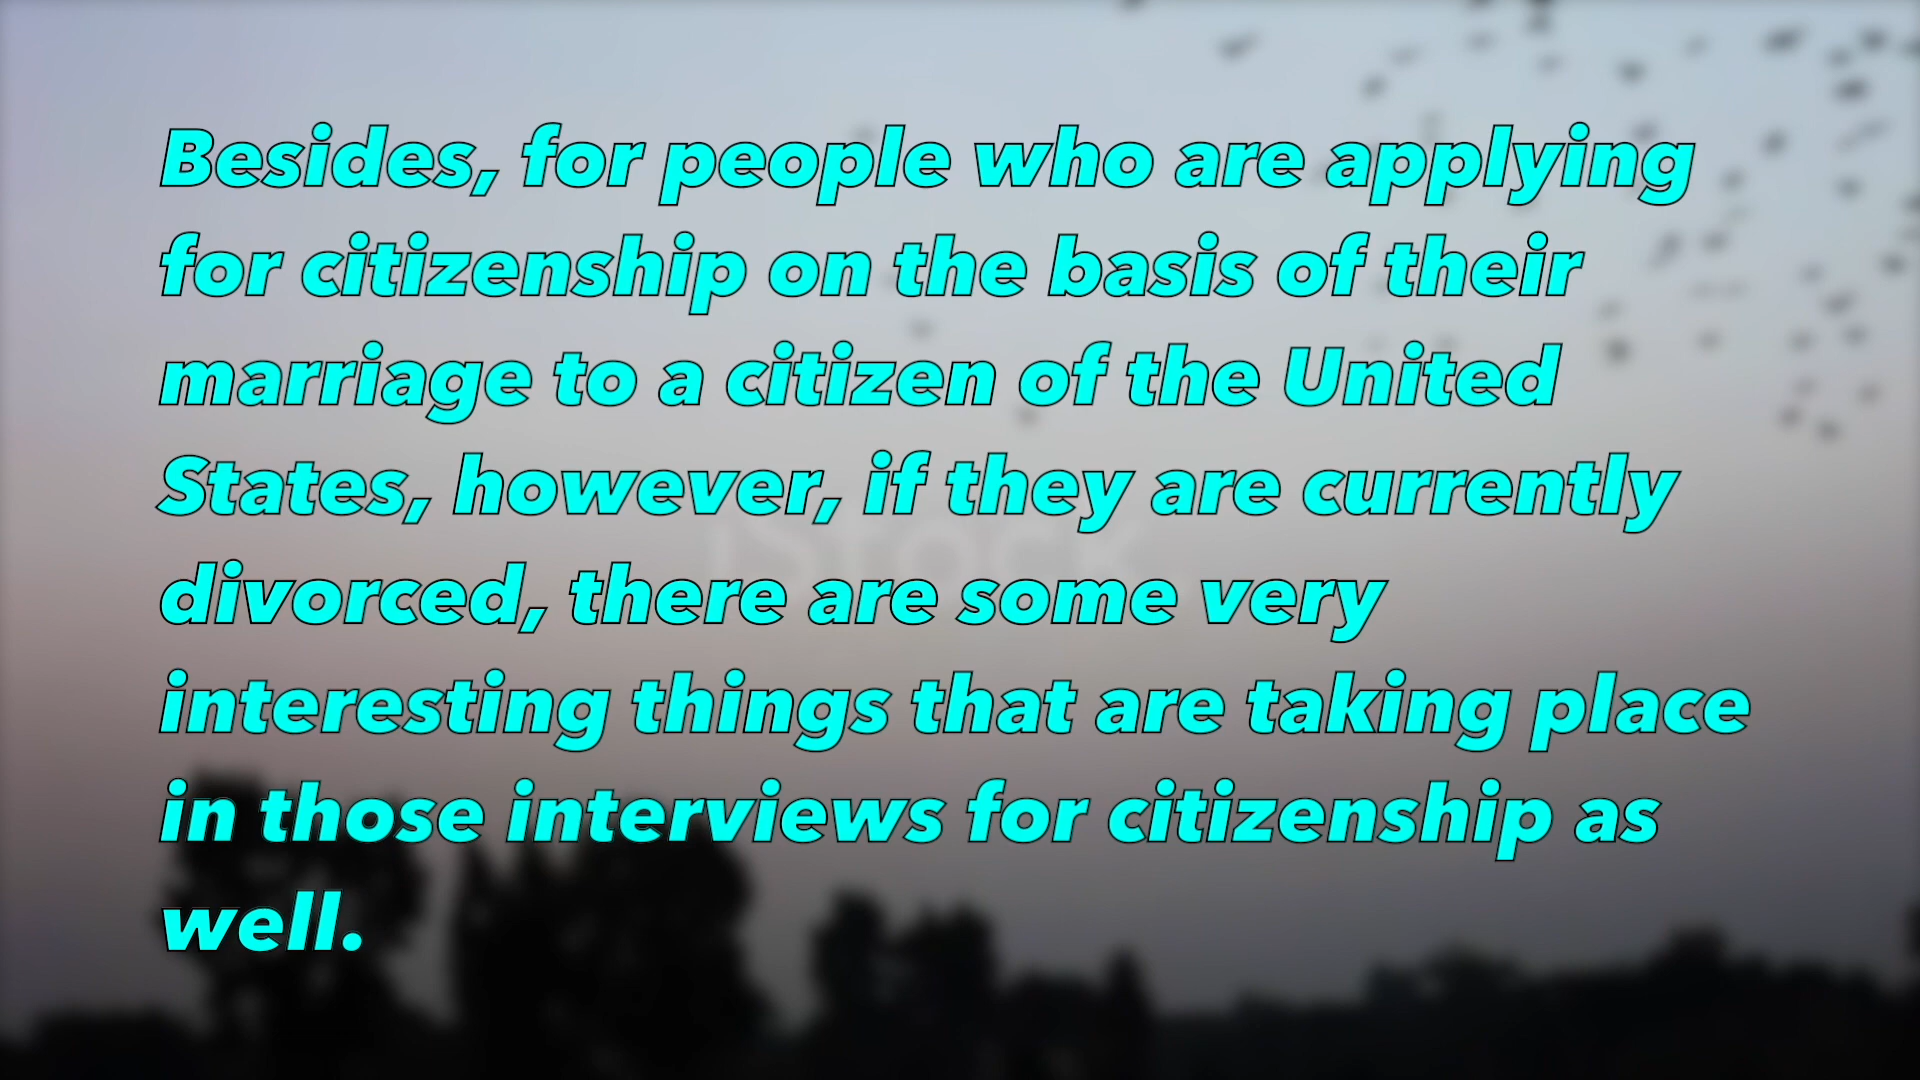 Besides, for people who are applying
for citizenship on the basis of their
marriage to a citizen of the United
States, however, if they are currently
iStock
divorced, there are some very
interesting things that are taking place
in those interviews for citizenship as
well.